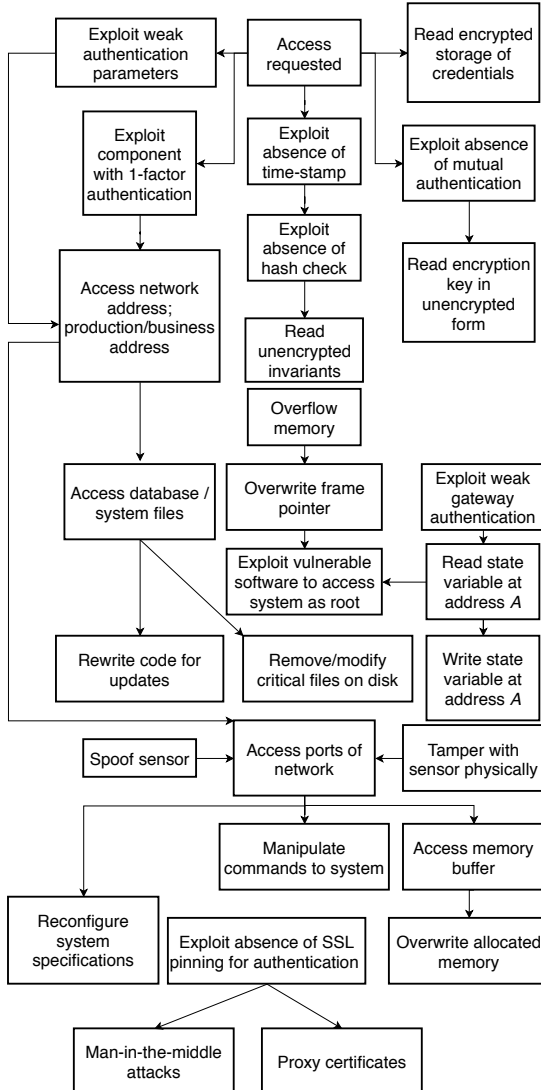 Exploit weak
authentication
parameters
Access
requested
Read encrypted
storage of
credentials
Exploit
component
with 1-factor
authentication
Exploit
absence of
time-stamp
Exploit absence
of mutual
authentication
Exploit
absence of
hash check
Access network
address;
production/business
address
Read encryption
key in
unencrypted
form
Read
unencrypted
invariants
Overflow
memory
Access database /
system files
Overwrite frame
pointer
Exploit weak
gateway
authentication
Exploit vulnerable
software to access
system as root
Read state
variable at
address A
Rewrite code for
updates
Remove/modify
critical files on disk
Write state
variable at
address A
Spoof sensor
Access ports of
network
Tamper with
sensor physically
Manipulate
commands to system
Access memory
buffer
Reconfigure
system
specifications
Exploit absence of SSL
pinning for authentication
Overwrite allocated
memory
Man-in-the-middle
attacks
Proxy certificates